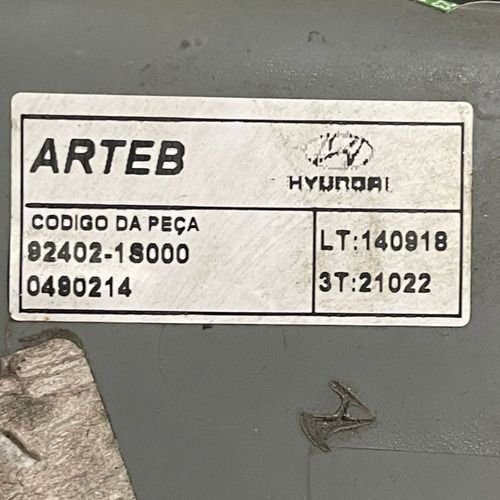 ARTEB
HYUNDAI
CODIGO DA PEÇA
92402-1S000
0490214
LT:140918
3T:21022